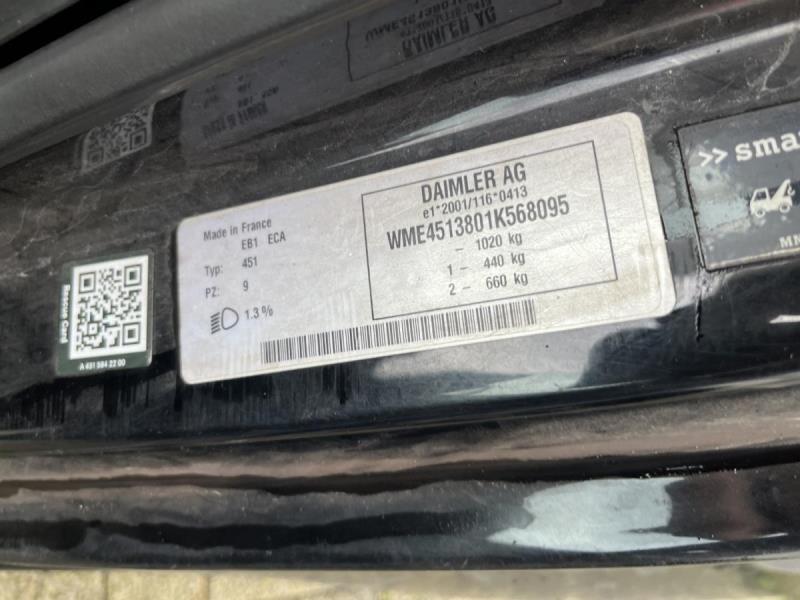 DAIMLER AG
e1*2001/116*0413
WME4513801K568095
- 1020 kg
1 - 440 kg
2 - 660 kg
Made in France
EB1 ECA
Typ: 451
PZ: 9
1.3 %
Rescue Card
A 451 584 22 00
>> sma
MM